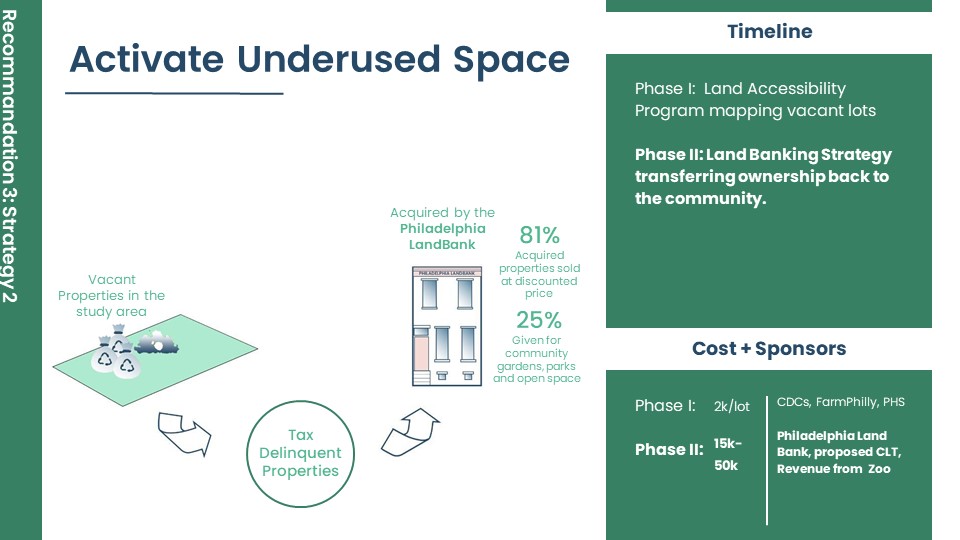 Recommandation 3: Strategy 2
Activate Underused Space
Vacant
Properties in the
study area
Tax
Delinquent
Properties
Acquired by the
Philadelphia
LandBank
PHILADELPHIA LANDBANK
81%
Acquired
properties sold
at discounted
price
25%
Given for
community
gardens, parks
and open space
Timeline
Phase I: Land Accessibility
Program mapping vacant lots
Phase II: Land Banking Strategy
transferring ownership back to
the community.
Cost + Sponsors
Phase I: 2k/lot
Phase II: 15k-
50k
CDCs, FarmPhilly, PHS
Philadelphia Land
Bank, proposed CLT,
Revenue from Zoo